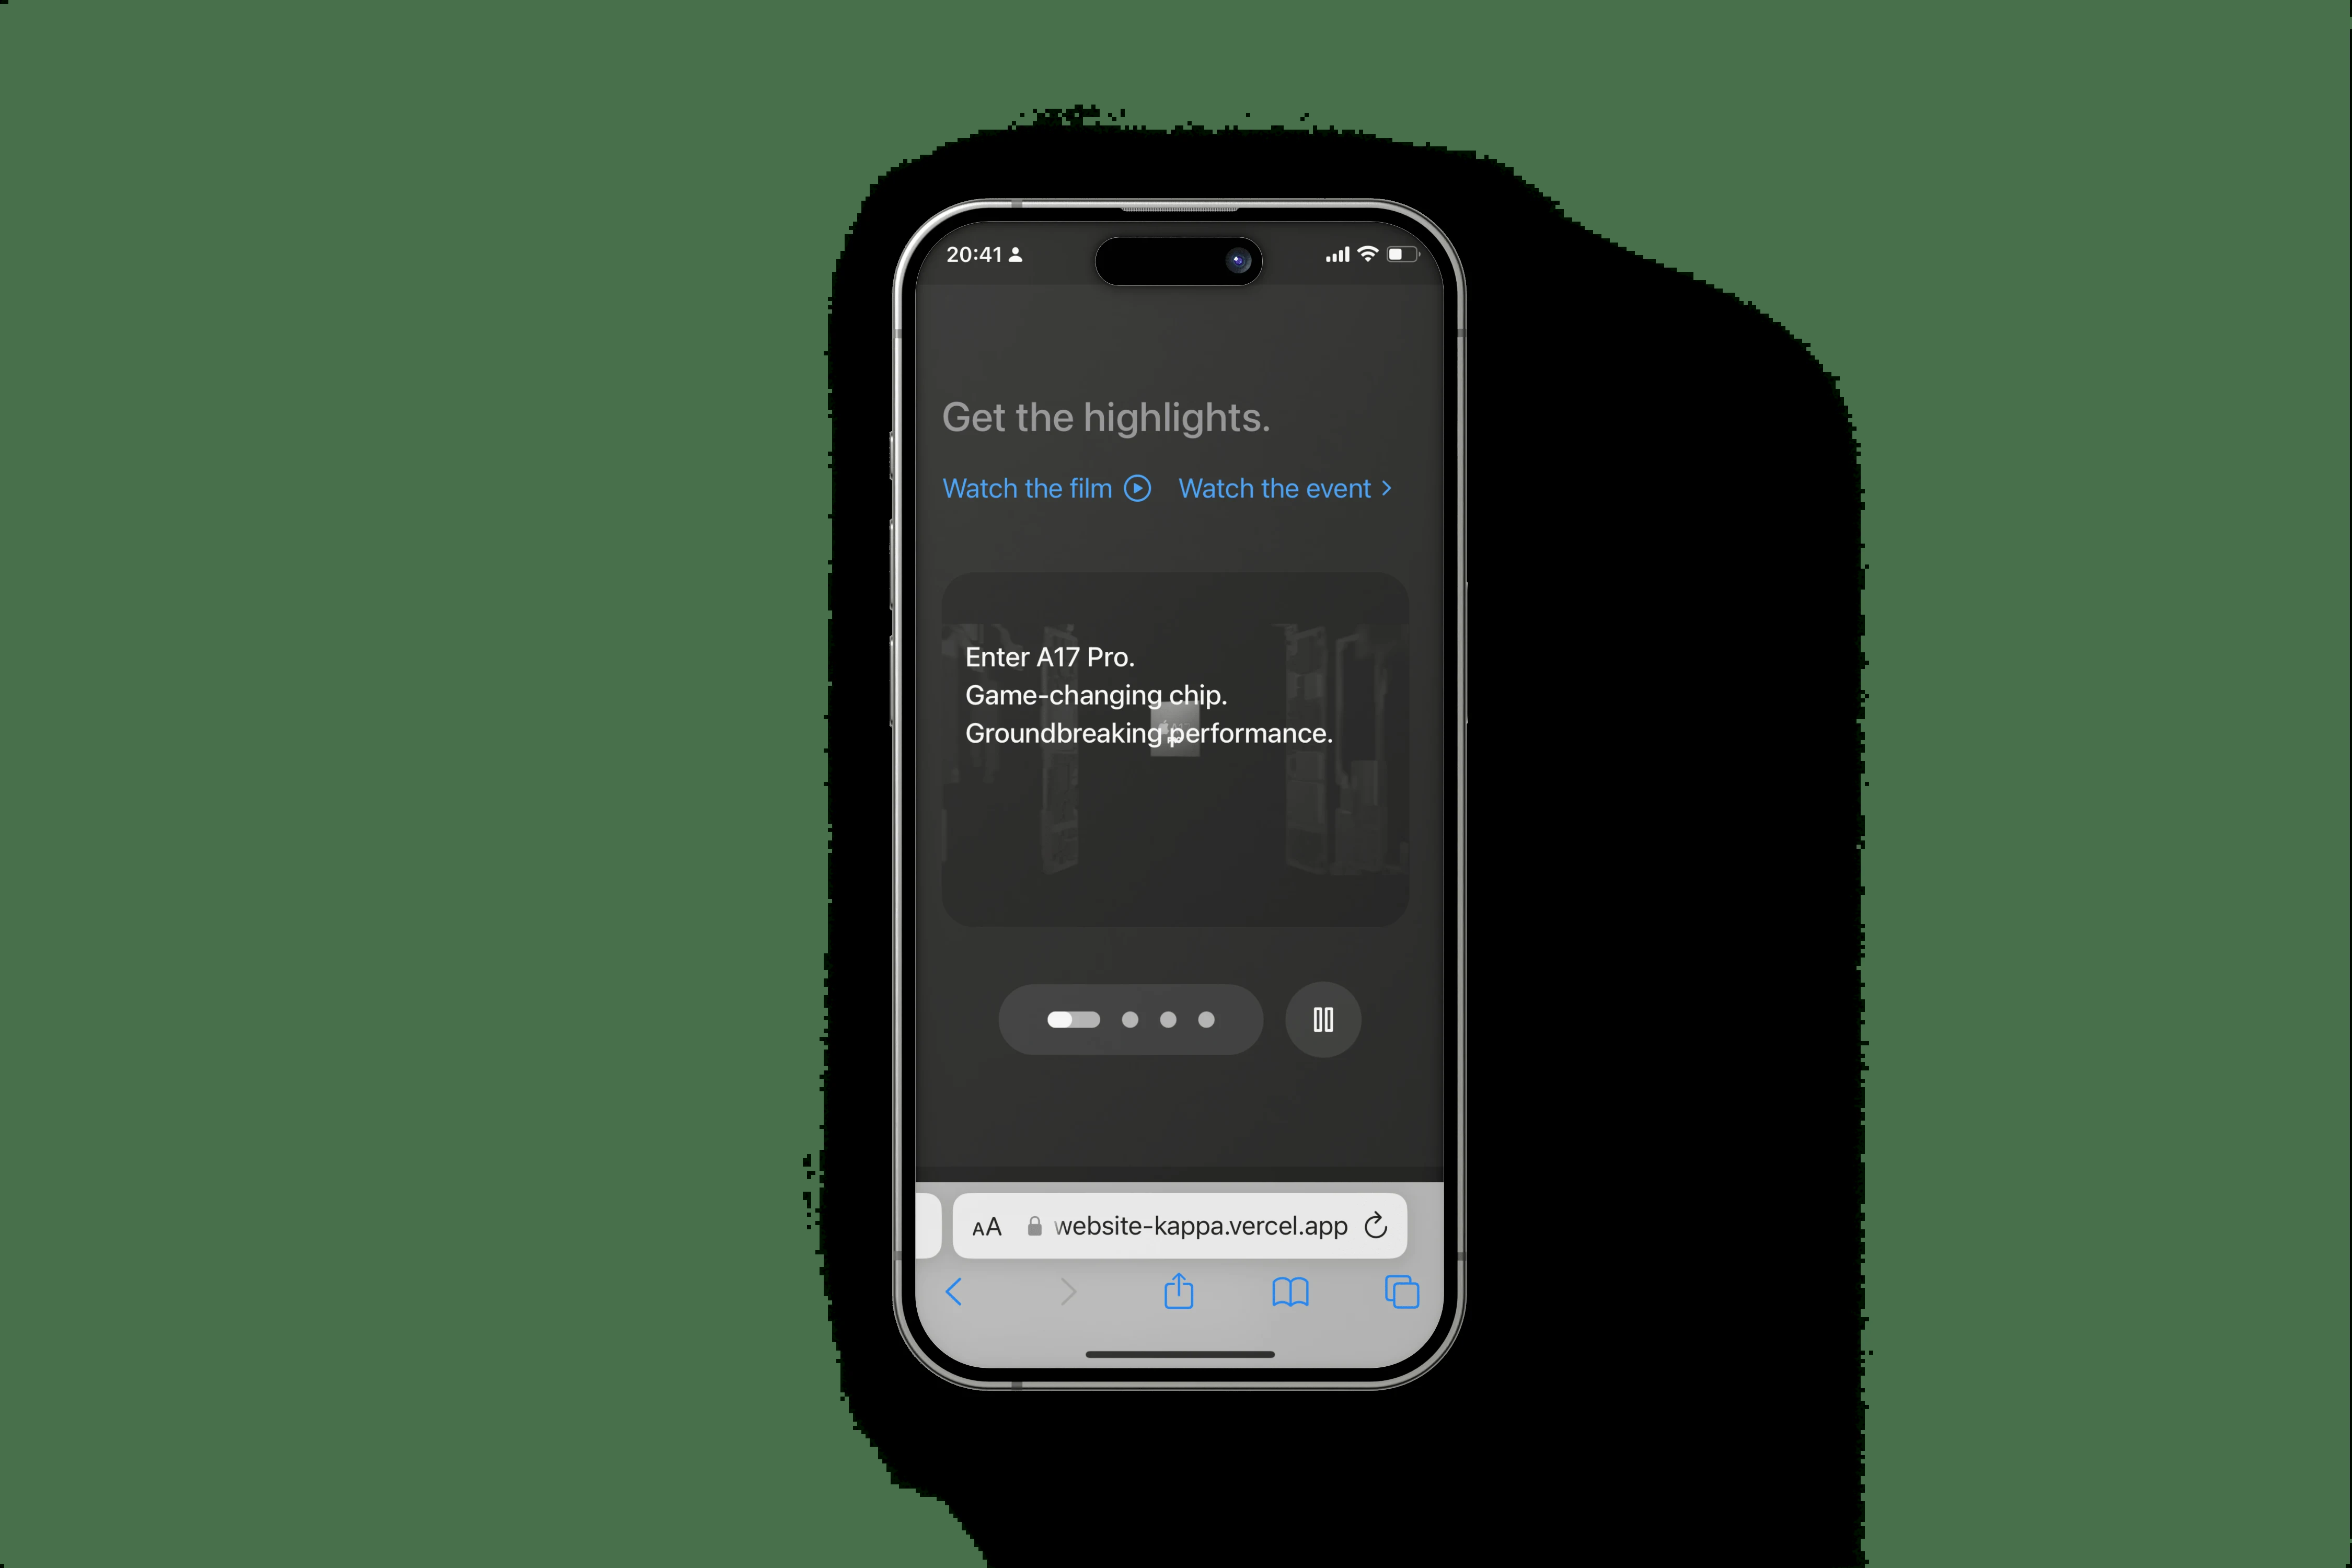 20:41
Get the highlights.
Watch the film Watch the event
Enter A17 Pro.
Game-changing chip.
Groundbreaking performance.
AA website-kappa.vercel.app